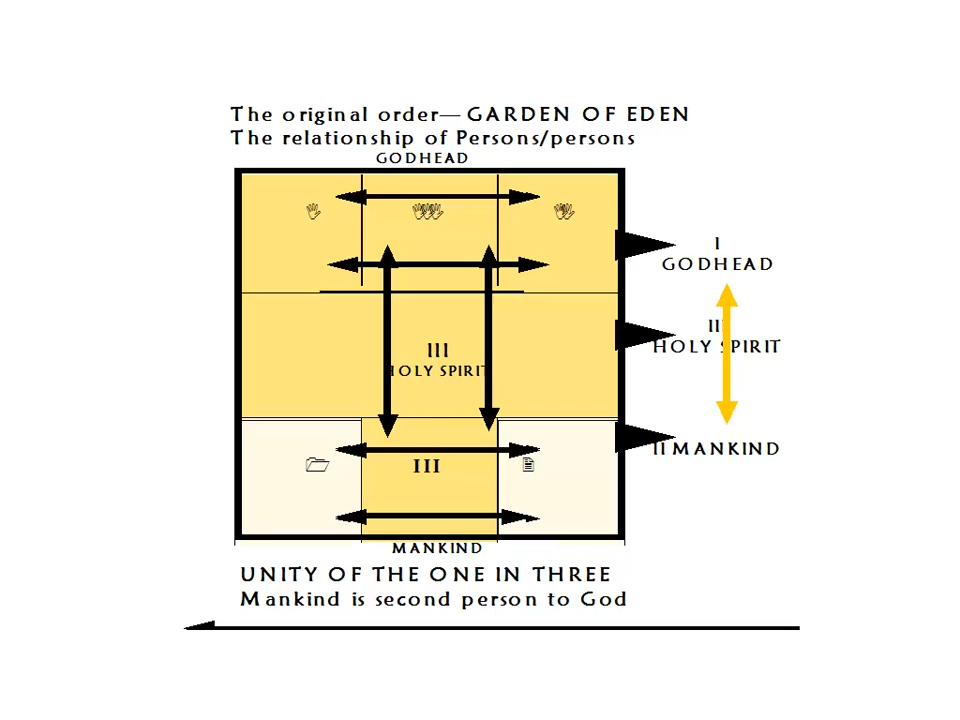 The original order— GARDEN OF EDEN
The relationship of Persons/persons
GODHEAD
I
GODHEAD
III
HOLY SPIRIT
III
HOLY SPIRIT
II MANKIND
III
MANKIND
UNITY OF THE ONE IN THREE
Mankind is second person to God